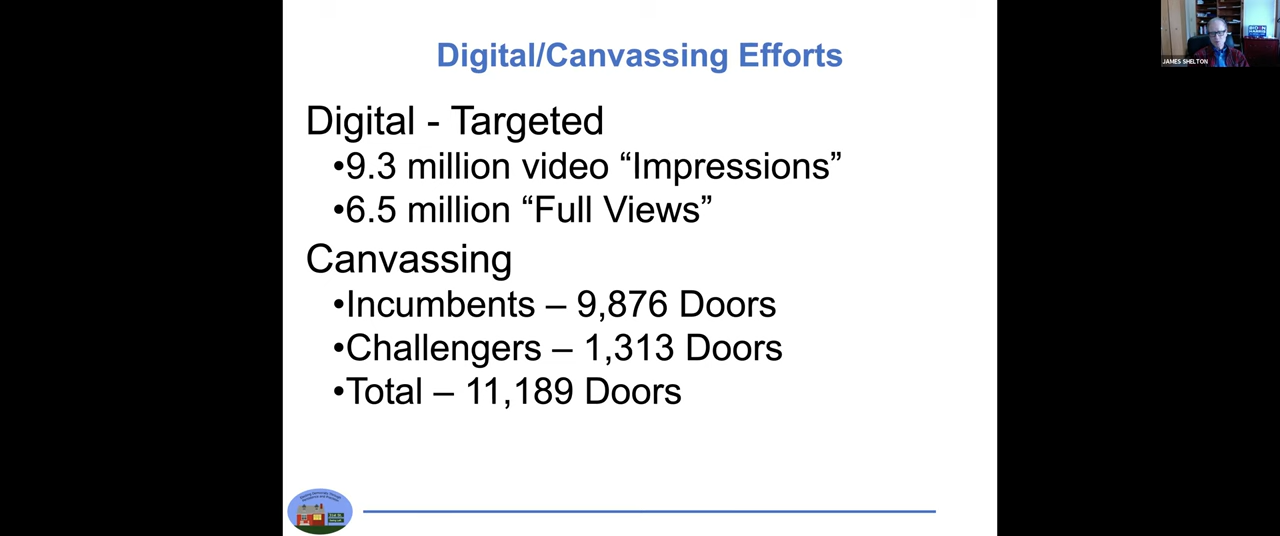 Digital/Canvassing Efforts
Digital - Targeted
•9.3 million video “Impressions”
•6.5 million “Full Views”
Canvassing
•Incumbents – 9,876 Doors
•Challengers – 1,313 Doors
•Total – 11,189 Doors
JAMES SHELTON